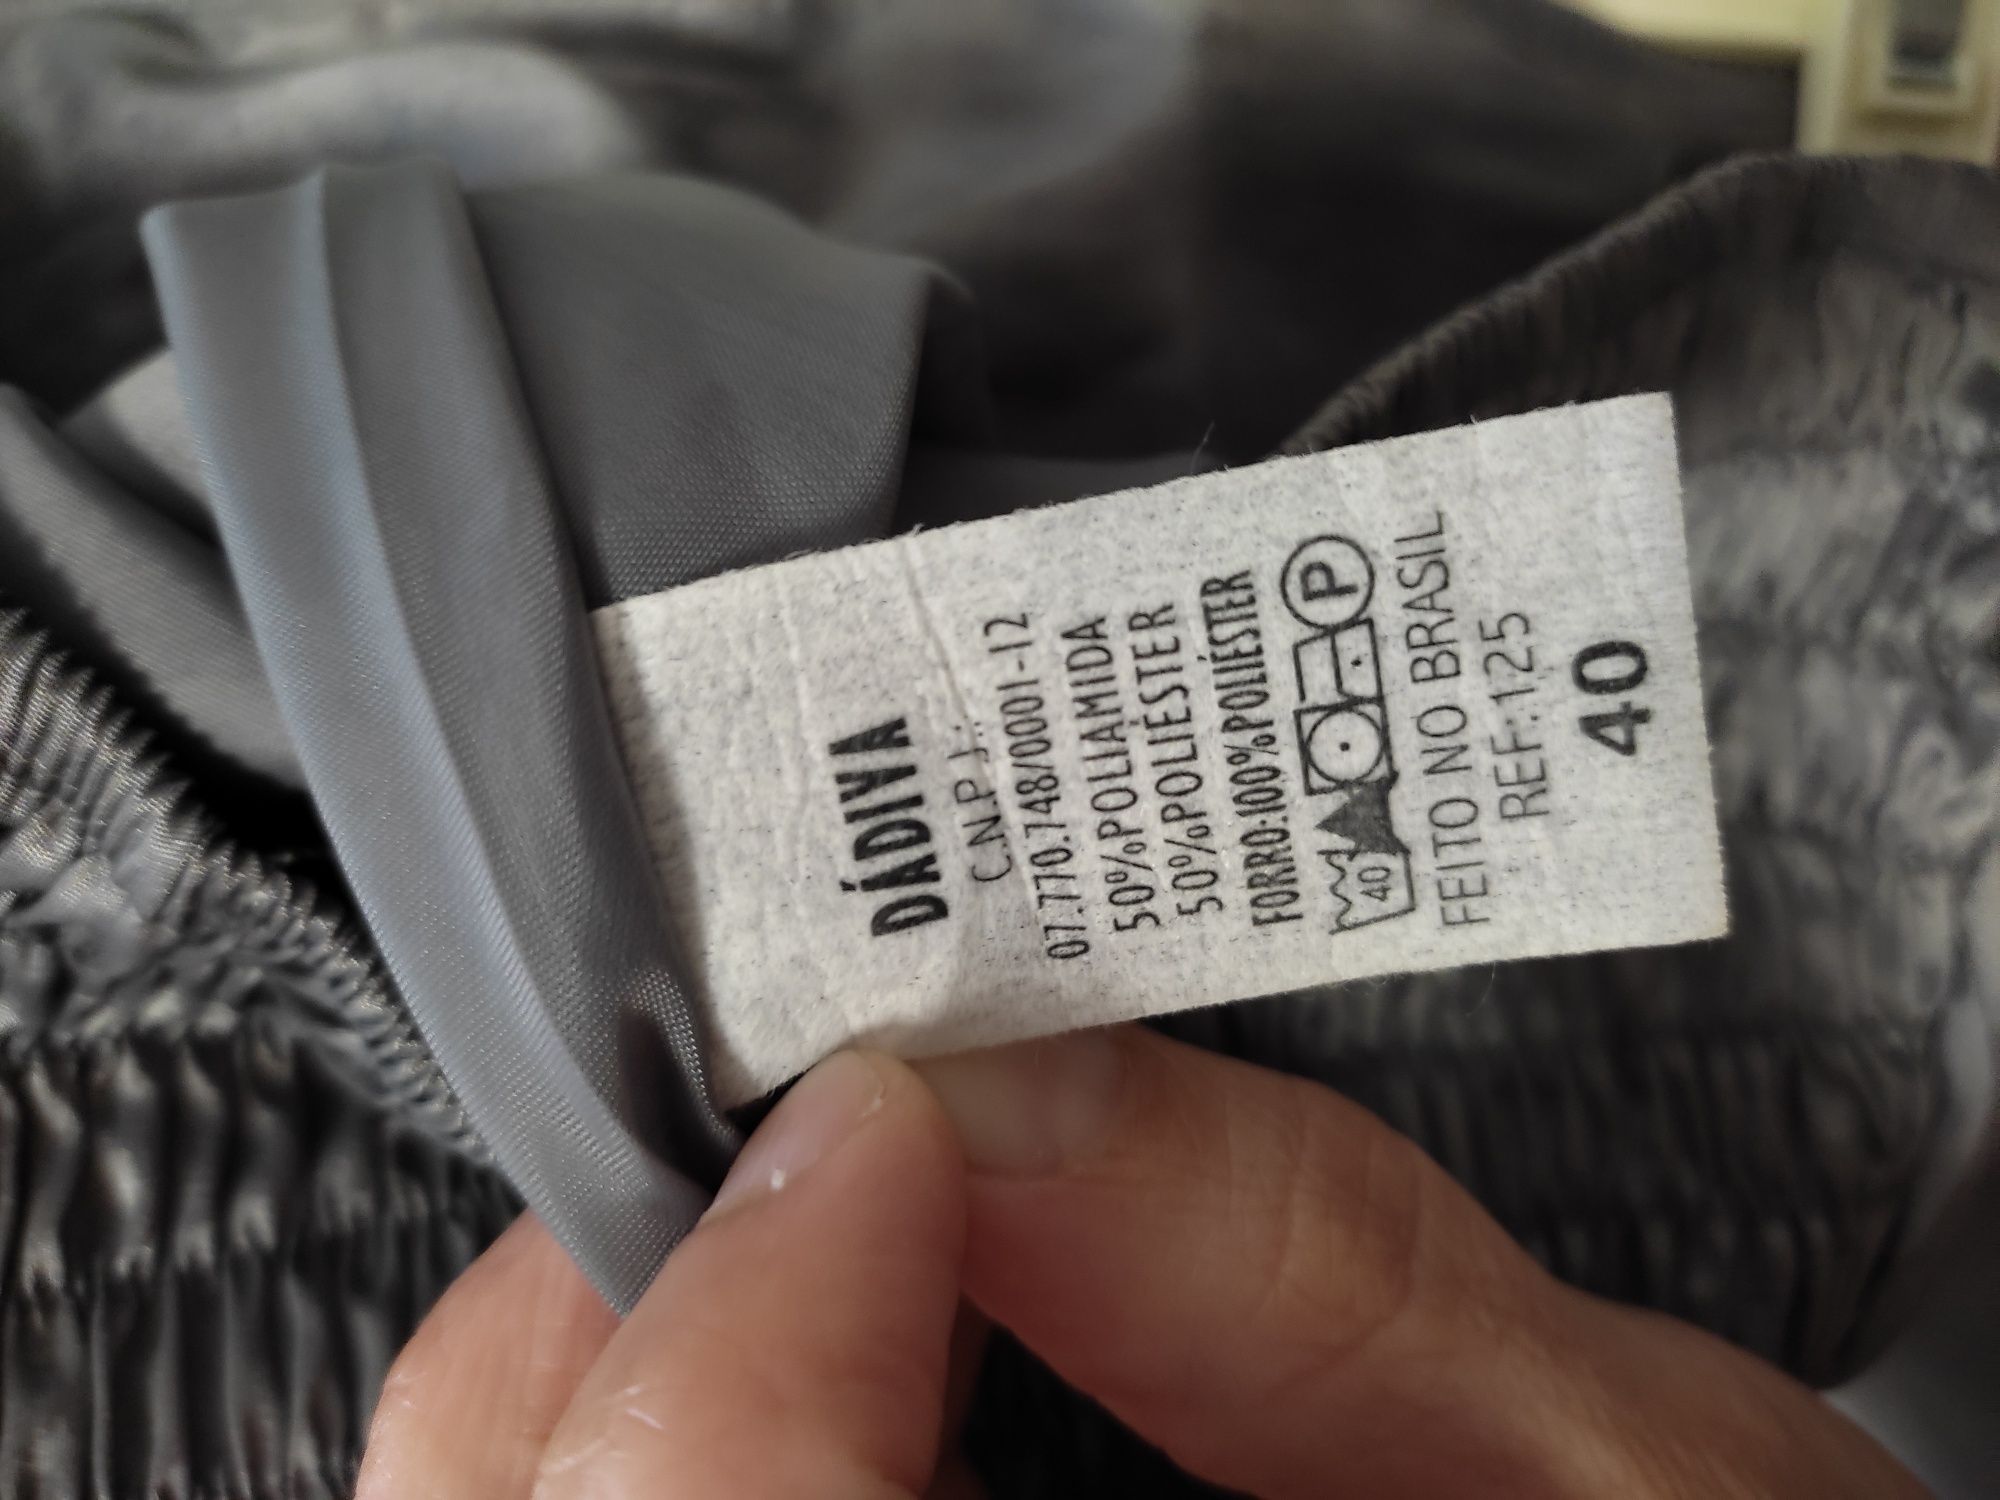 DÁDIVA
C.N.P.J.:
07.770.748/0001-12
50%POLIAMIDA
50%POLIÉSTER
FORRO:100%POLIÉSTER
40 P
FEITO NO BRASIL
REF.:125
40